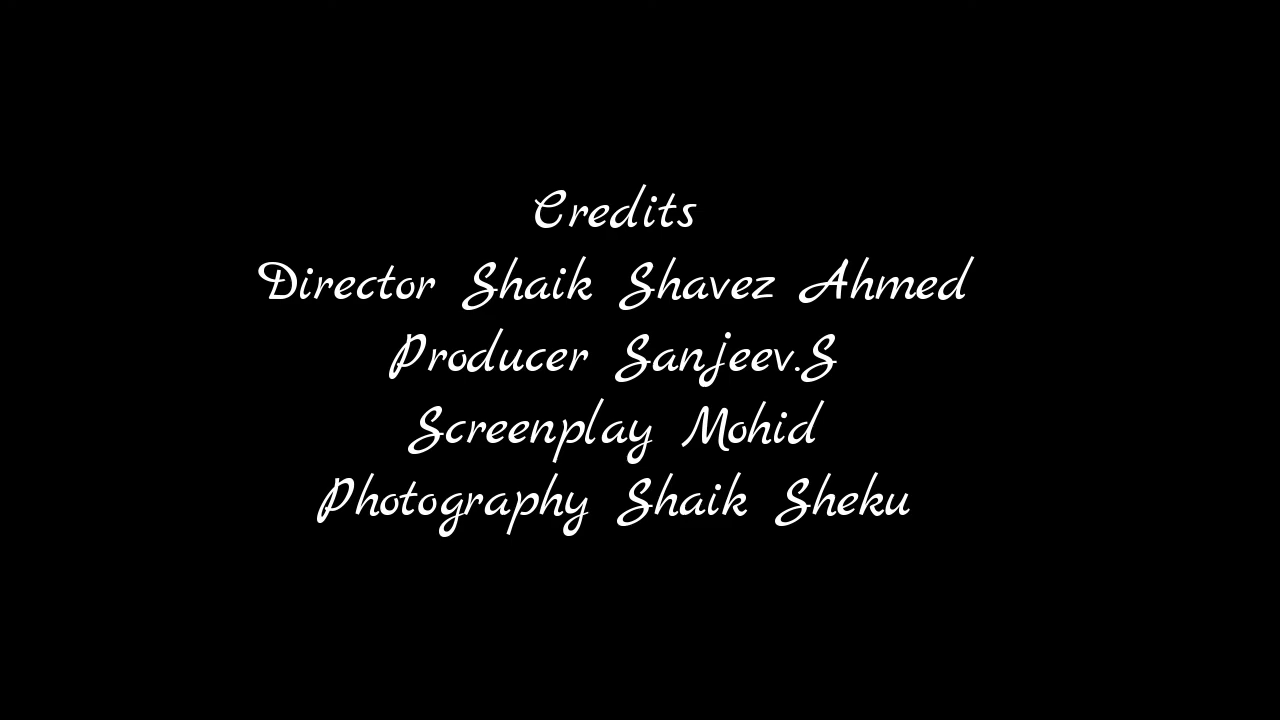 Credits
Director Shaik Shavez Ahmed
Producer Sanjeev.S
Screenplay Mohid
Photography Shaik Sheku